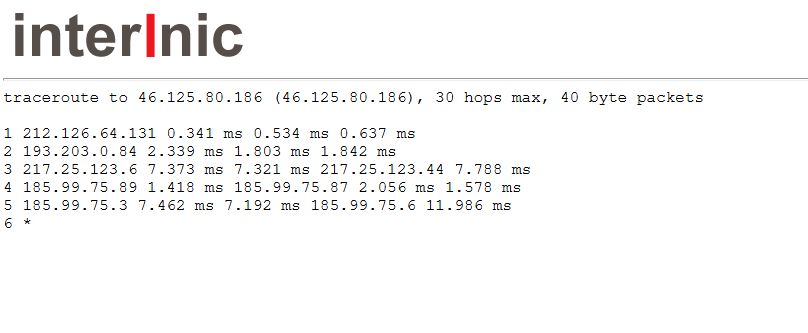 interInic
traceroute to 46.125.80.186 (46.125.80.186), 30 hops max, 40 byte packets
1 212.126.64.131 0.341 ms 0.534 ms 0.637 ms
2 193.203.0.84 2.339 ms 1.803 ms 1.842 ms
3 217.25.123.6 7.373 ms 7.321 ms 217.25.123.44 7.788 ms
4 185.99.75.89 1.418 ms 185.99.75.87 2.056 ms 1.578 ms
5 185.99.75.3 7.462 ms 7.192 ms 185.99.75.6 11.986 ms
6 *